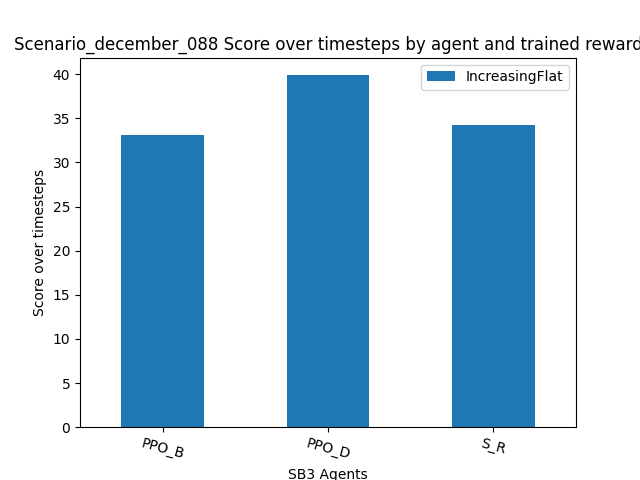 Scenario_december_088 Score over timesteps by agent and trained reward
IncreasingFlat
Score over timesteps
40
35
30
25
20
15
10
5
0
PPO_B
PPO_D
S_R
SB3 Agents